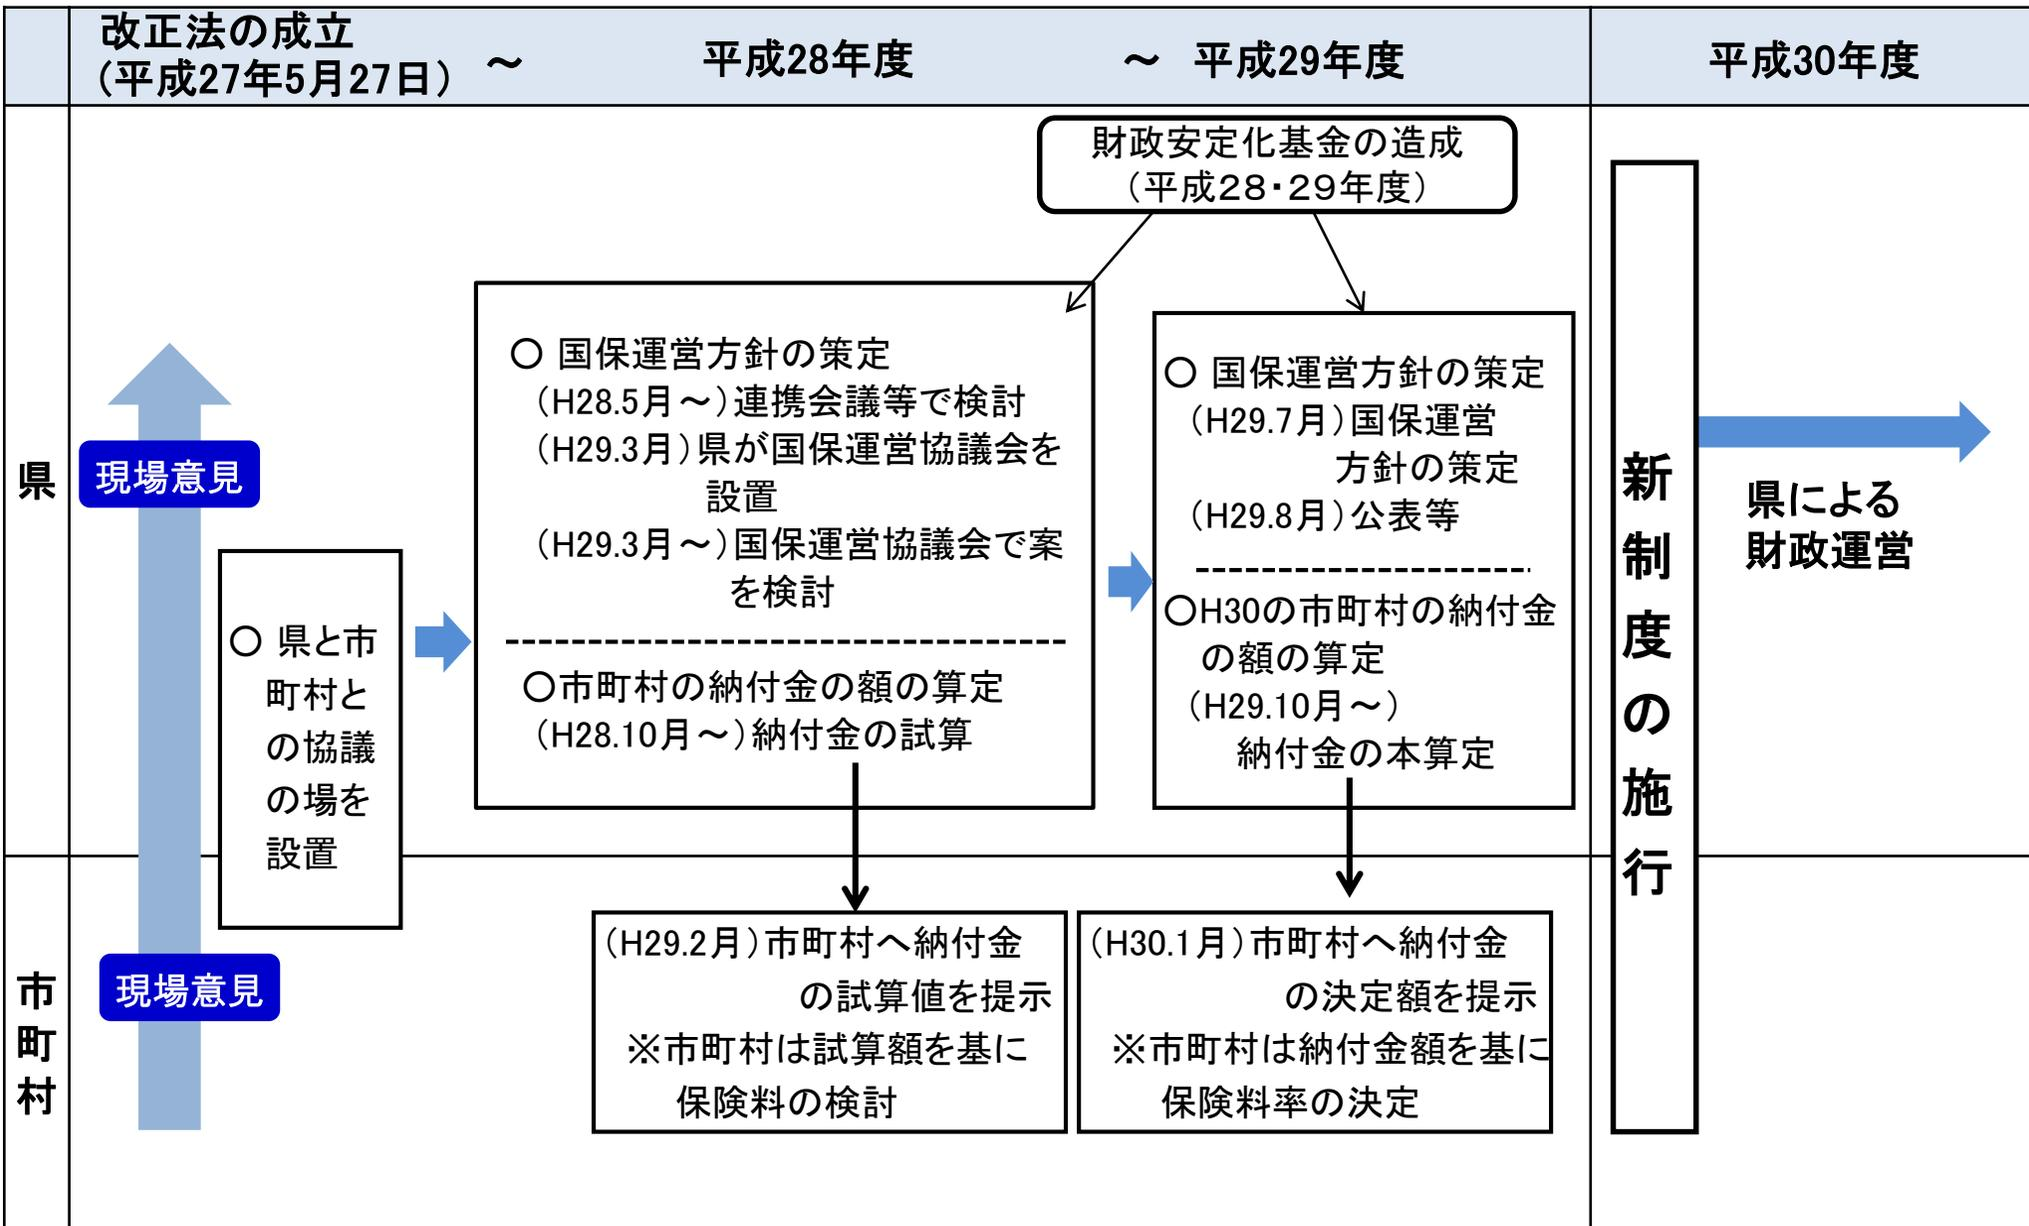 改正法の成立
(平成27年5月27日)
～
平成28年度
～ 平成29年度
平成30年度
県
市
町
村
財政安定化基金の造成
(平成28・29年度)
現場意見
現場意見
○ 県と市
町村と
の協議
の場を
設置
○ 国保運営方針の策定
(H28.5月～)連携会議等で検討
(H29.3月)県が国保運営協議会を
設置
(H29.3月～)国保運営協議会で案
を検討
○市町村の納付金の額の算定
(H28.10月～)納付金の試算
○ 国保運営方針の策定
(H29.7月)国保運営
方針の策定
(H29.8月)公表等
○H30の市町村の納付金
の額の算定
(H29.10月～)
納付金の本算定
(H29.2月)市町村へ納付金
の試算値を提示
※市町村は試算額を基に
保険料の検討
(H30.1月)市町村へ納付金
の決定額を提示
※市町村は納付金額を基に
保険料率の決定
新
制
度
の
施
行
県による
財政運営